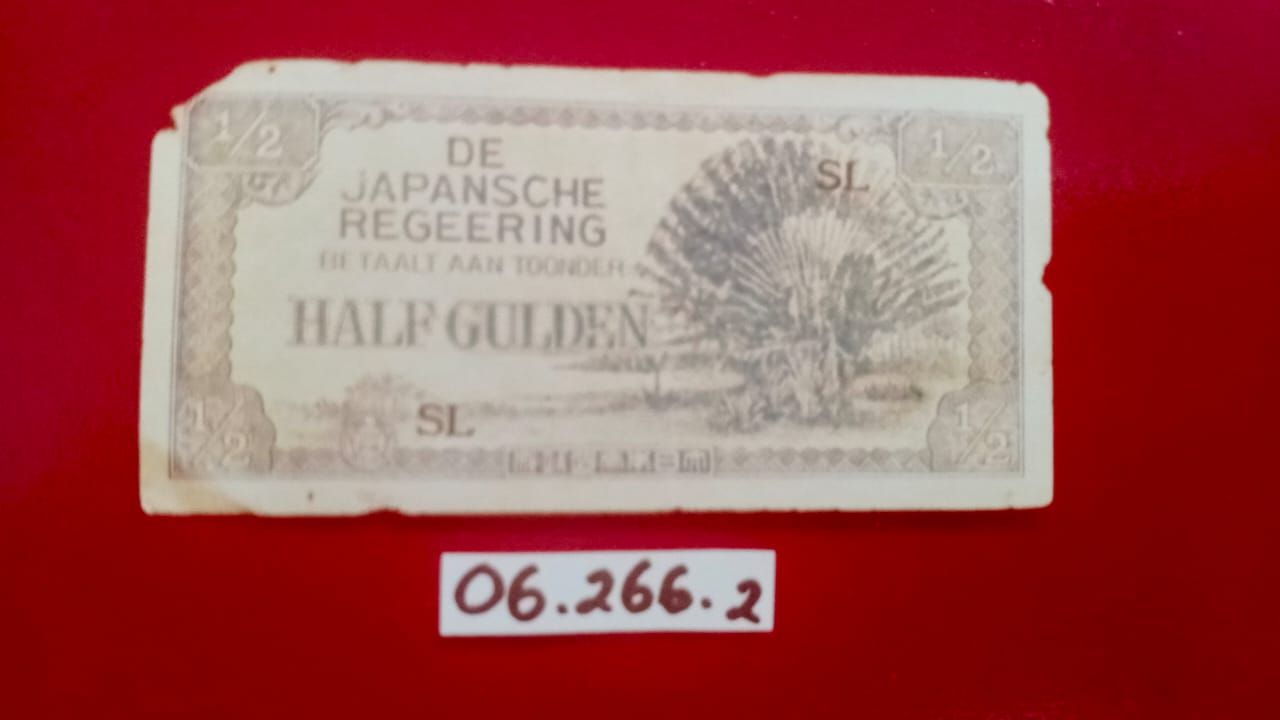 1/2
1/2
DE
JAPANSCHE
REGEERING
SL
BETAALT AAN TOONDER
HALF GULDEN
SL
1/2
1/2
06.266.2